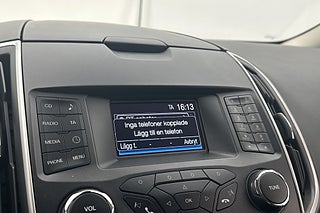 TA 16:13
Inga telefoner kopplade
Lägg till en telefon
Lägg t.
Avbryt
CD
RADIO TA
MEDIA
PHONE MENU
OK
VOL
TUNE